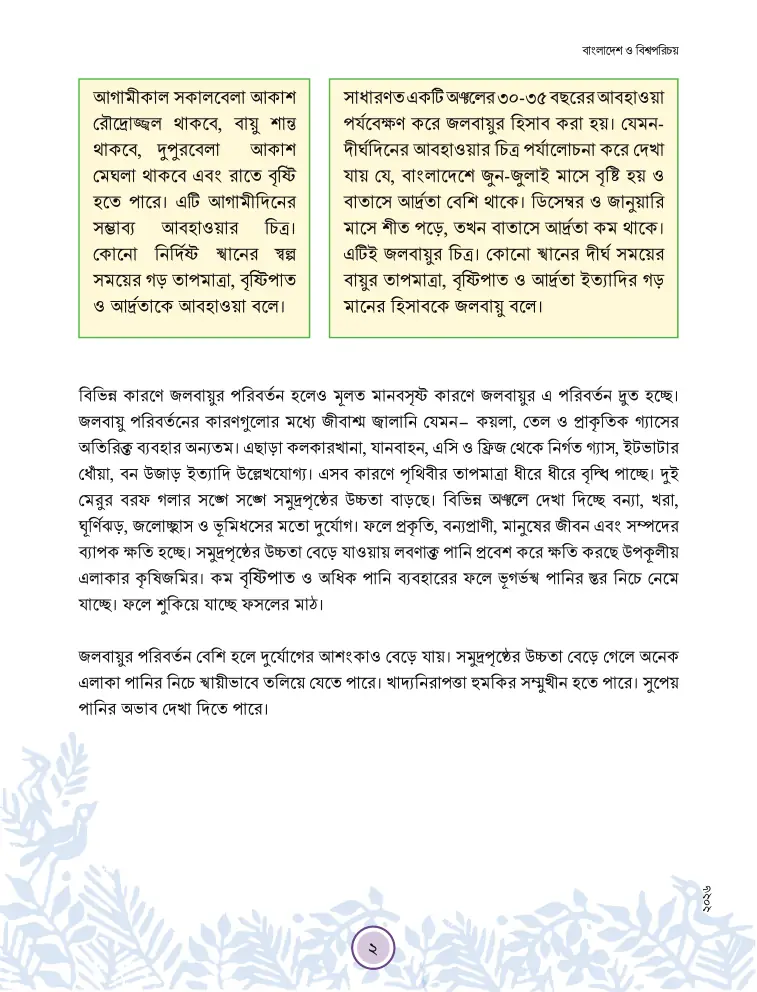 বাংলাদেশ ও বিশ্বপরিচয়
আগামীকাল সকালবেলা আকাশ
রৌদ্রোজ্জ্বল থাকবে, বায়ু শান্ত
থাকবে, দুপুরবেলা আকাশ
মেঘলা থাকবে এবং রাতে বৃষ্টি
হতে পারে। এটি আগামীদিনের
সম্ভাব্য আবহাওয়ার চিত্র।
কোনো নির্দিষ্ট স্থানের স্বল্প
সময়ের গড় তাপমাত্রা, বৃষ্টিপাত
ও আর্দ্রতাকে আবহাওয়া বলে।
সাধারণত একটি অঞ্চলের ৩০-৩৫ বছরের আবহাওয়া
পর্যবেক্ষণ করে জলবায়ুর হিসাব করা হয়। যেমন-
দীর্ঘদিনের আবহাওয়ার চিত্র পর্যালোচনা করে দেখা
যায় যে, বাংলাদেশে জুন-জুলাই মাসে বৃষ্টি হয় ও
বাতাসে আর্দ্রতা বেশি থাকে। ডিসেম্বর ও জানুয়ারি
মাসে শীত পড়ে, তখন বাতাসে আর্দ্রতা কম থাকে।
এটিই জলবায়ুর চিত্র। কোনো স্থানের দীর্ঘ সময়ের
বায়ুর তাপমাত্রা, বৃষ্টিপাত ও আর্দ্রতা ইত্যাদির গড়
মানের হিসাবকে জলবায়ু বলে।
বিভিন্ন কারণে জলবায়ুর পরিবর্তন হলেও মূলত মানবসৃষ্ট কারণে জলবায়ুর এ পরিবর্তন দ্রুত হচ্ছে।
জলবায়ু পরিবর্তনের কারণগুলোর মধ্যে জীবাশ্ম জ্বালানি যেমন– কয়লা, তেল ও প্রাকৃতিক গ্যাসের
অতিরিক্ত ব্যবহার অন্যতম। এছাড়া কলকারখানা, যানবাহন, এসি ও ফ্রিজ থেকে নির্গত গ্যাস, ইটভাটার
ধোঁয়া, বন উজাড় ইত্যাদি উল্লেখযোগ্য। এসব কারণে পৃথিবীর তাপমাত্রা ধীরে ধীরে বৃদ্ধি পাচ্ছে। দুই
মেরুর বরফ গলার সঙ্গে সঙ্গে সমুদ্রপৃষ্ঠের উচ্চতা বাড়ছে। বিভিন্ন অঞ্চলে দেখা দিচ্ছে বন্যা, খরা,
ঘূর্ণিঝড়, জলোচ্ছ্বাস ও ভূমিধসের মতো দুর্যোগ। ফলে প্রকৃতি, বন্যপ্রাণী, মানুষের জীবন এবং সম্পদের
ব্যাপক ক্ষতি হচ্ছে। সমুদ্রপৃষ্ঠের উচ্চতা বেড়ে যাওয়ায় লবণাক্ত পানি প্রবেশ করে ক্ষতি করছে উপকূলীয়
এলাকার কৃষিজমির। কম বৃষ্টিপাত ও অধিক পানি ব্যবহারের ফলে ভূগর্ভস্থ পানির স্তর নিচে নেমে
যাচ্ছে। ফলে শুকিয়ে যাচ্ছে ফসলের মাঠ।
জলবায়ুর পরিবর্তন বেশি হলে দুর্যোগের আশংকাও বেড়ে যায়। সমুদ্রপৃষ্ঠের উচ্চতা বেড়ে গেলে অনেক
এলাকা পানির নিচে স্থায়ীভাবে তলিয়ে যেতে পারে। খাদ্যনিরাপত্তা হুমকির সম্মুখীন হতে পারে। সুপেয়
পানির অভাব দেখা দিতে পারে।
২০২৬
২